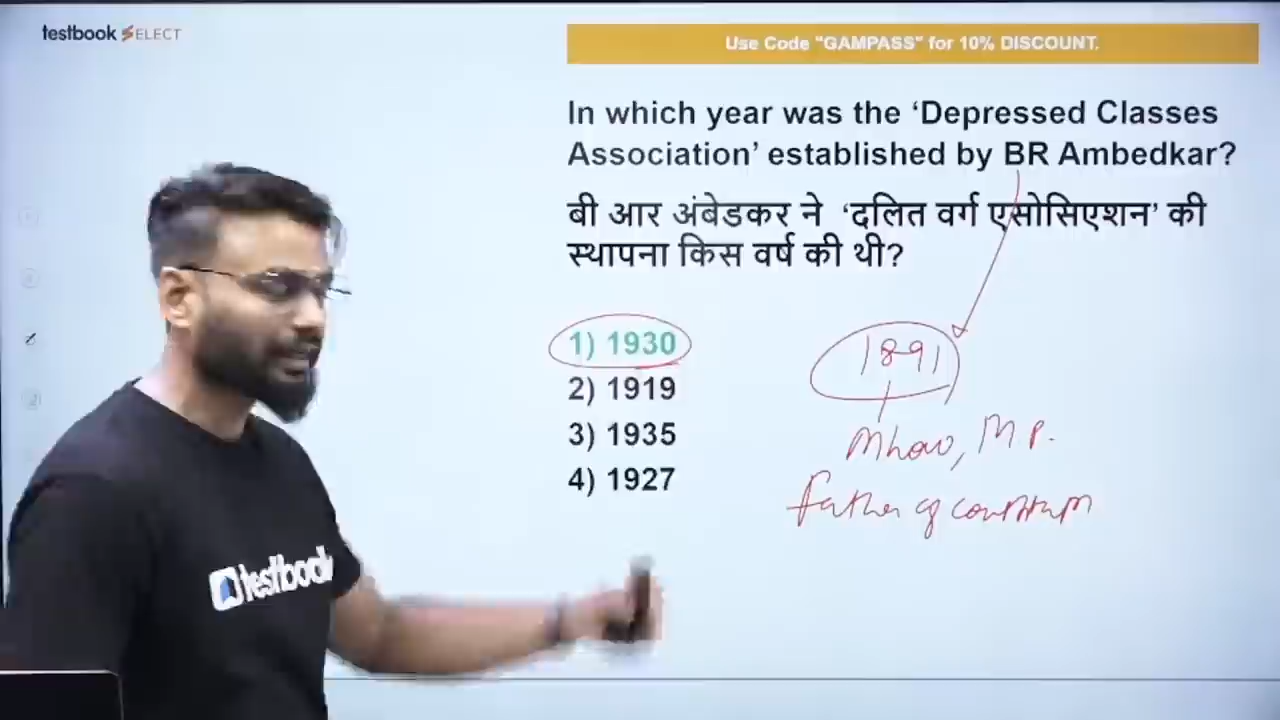 testbook SELECT
Use Code "GAMPASS" for 10% DISCOUNT.
In which year was the ‘Depressed Classes
Association’ established by BR Ambedkar?
बी आर अंबेडकर ने ‘दलित वर्ग एसोसिएशन’ की
स्थापना किस वर्ष की थी?
1) 1930
2) 1919
3) 1935
4) 1927
1891
Mhow, M P.
Father of
testbook